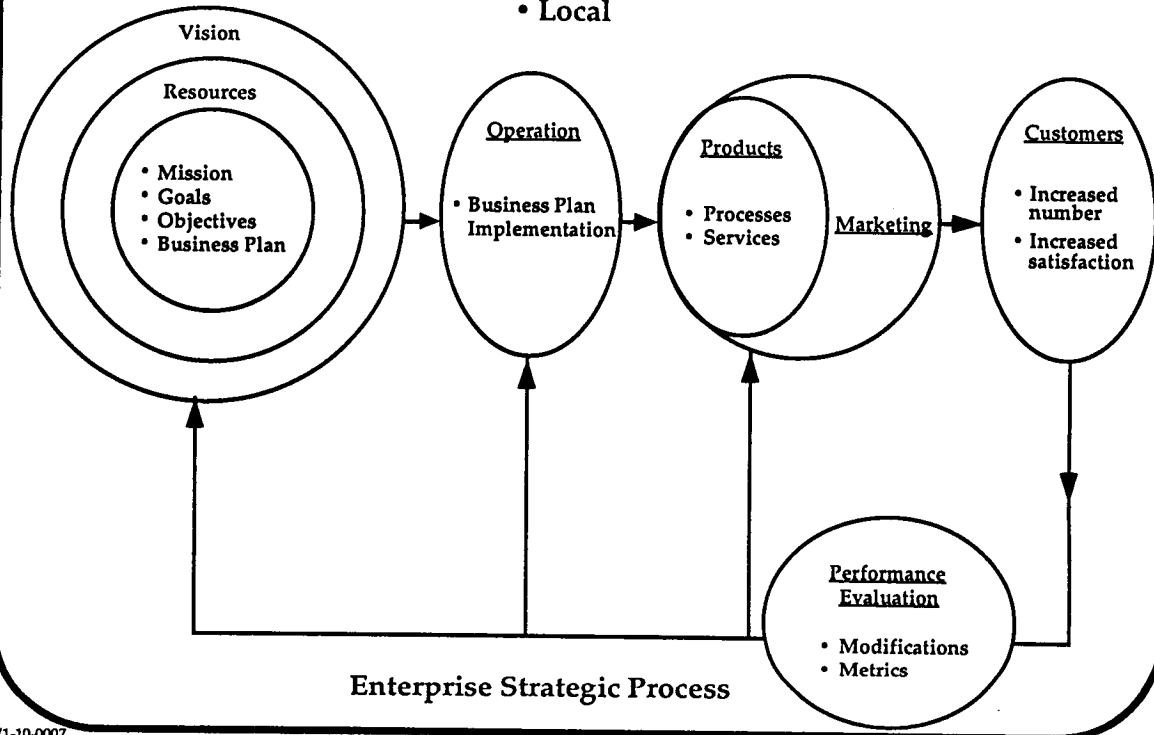 • Local
Vision
Resources
• Mission
• Goals
• Objectives
• Business Plan
Operation
• Business Plan
Implementation
Products
• Processes
• Services
Marketing
Customers
• Increased
number
• Increased
satisfaction
Performance
Evaluation
• Modifications
• Metrics
Enterprise Strategic Process